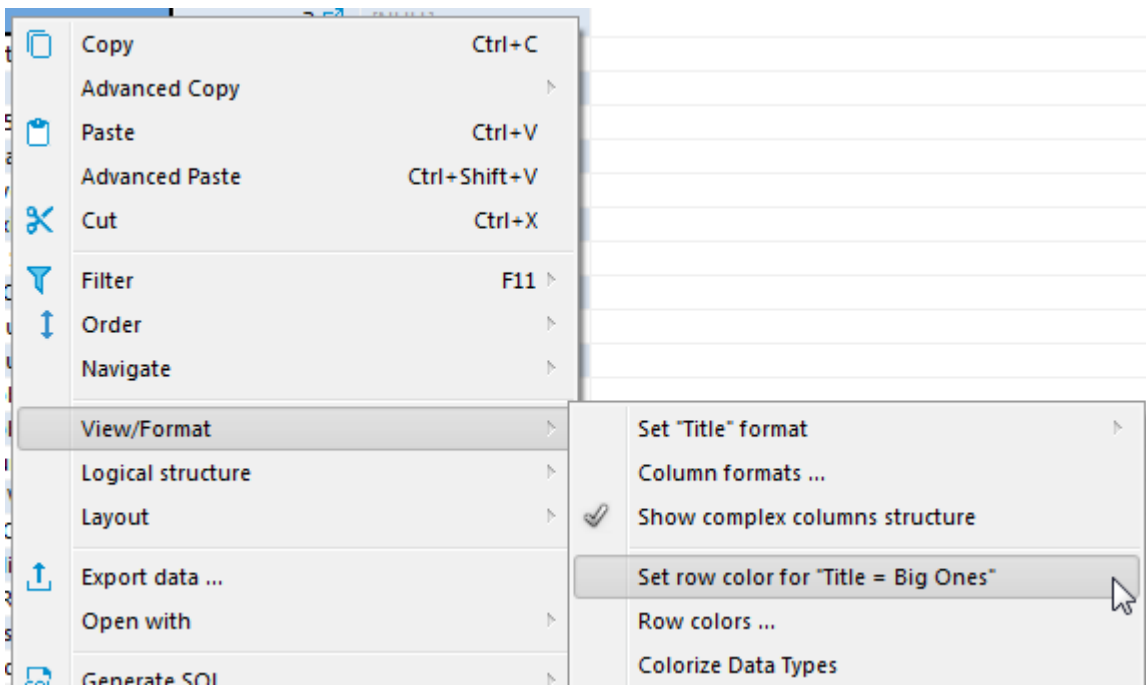 Copy Ctrl+C
Advanced Copy
Paste Ctrl+V
Advanced Paste Ctrl+Shift+V
Cut Ctrl+X
Filter F11
Order
Navigate
View/Format
Logical structure
Layout
Export data ...
Open with
Generate SQL
Set "Title" format
Column formats ...
Show complex columns structure
Set row color for "Title = Big Ones"
Row colors ...
Colorize Data Types